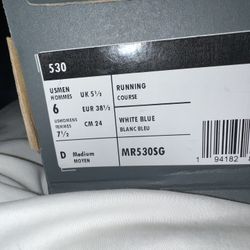 530
USMEN
HOMMES
6
UK 5½
EUR 38½
USWOMENS
FEMMES
7½
CM 24
D Medium
MOYEN
RUNNING
COURSE
WHITE BLUE
BLANC BLEU
MR530SG
1 94182